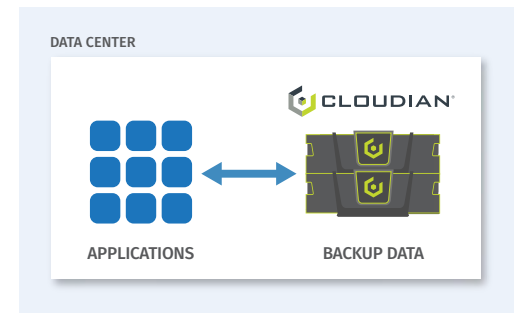 DATA CENTER
CLOUDIAN®
APPLICATIONS
BACKUP DATA